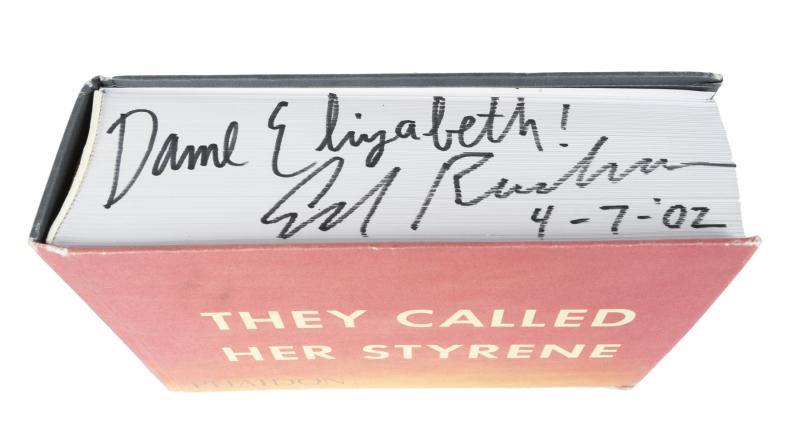 Dame Elizabeth!
Ed Ruscha
4-7-'02
THEY CALLED
HER STYRENE
PHAIDON